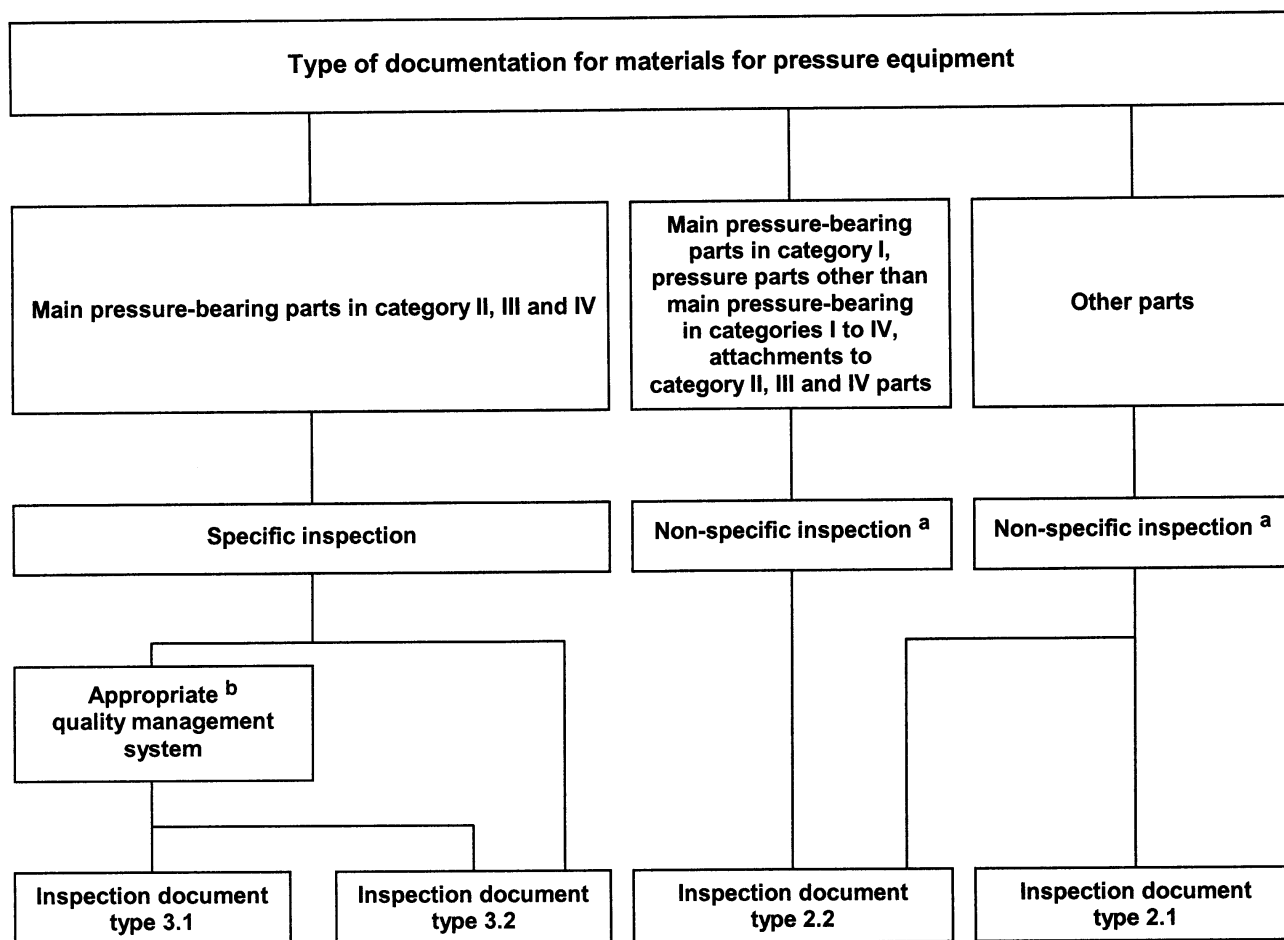 Type of documentation for materials for pressure equipment
Main pressure-bearing parts in category II, III and IV
Main pressure-bearing
parts in category I,
pressure parts other than
main pressure-bearing
in categories I to IV,
attachments to
category II, III and IV parts
Other parts
Specific inspection
Non-specific inspection a
Non-specific inspection a
Appropriate b
quality management
system
Inspection document
type 3.1
Inspection document
type 3.2
Inspection document
type 2.2
Inspection document
type 2.1